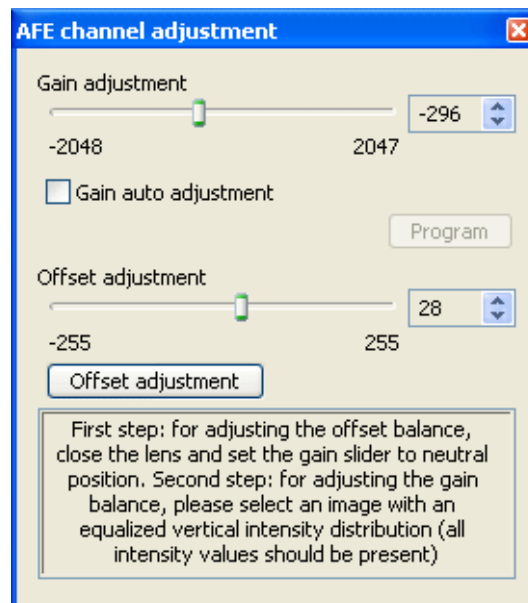 AFE channel adjustment
Gain adjustment
-296
-2048 2047
Gain auto adjustment
Program
Offset adjustment
28
-255 255
Offset adjustment
First step: for adjusting the offset balance,
close the lens and set the gain slider to neutral
position. Second step: for adjusting the gain
balance, please select an image with an
equalized vertical intensity distribution (all
intensity values should be present)